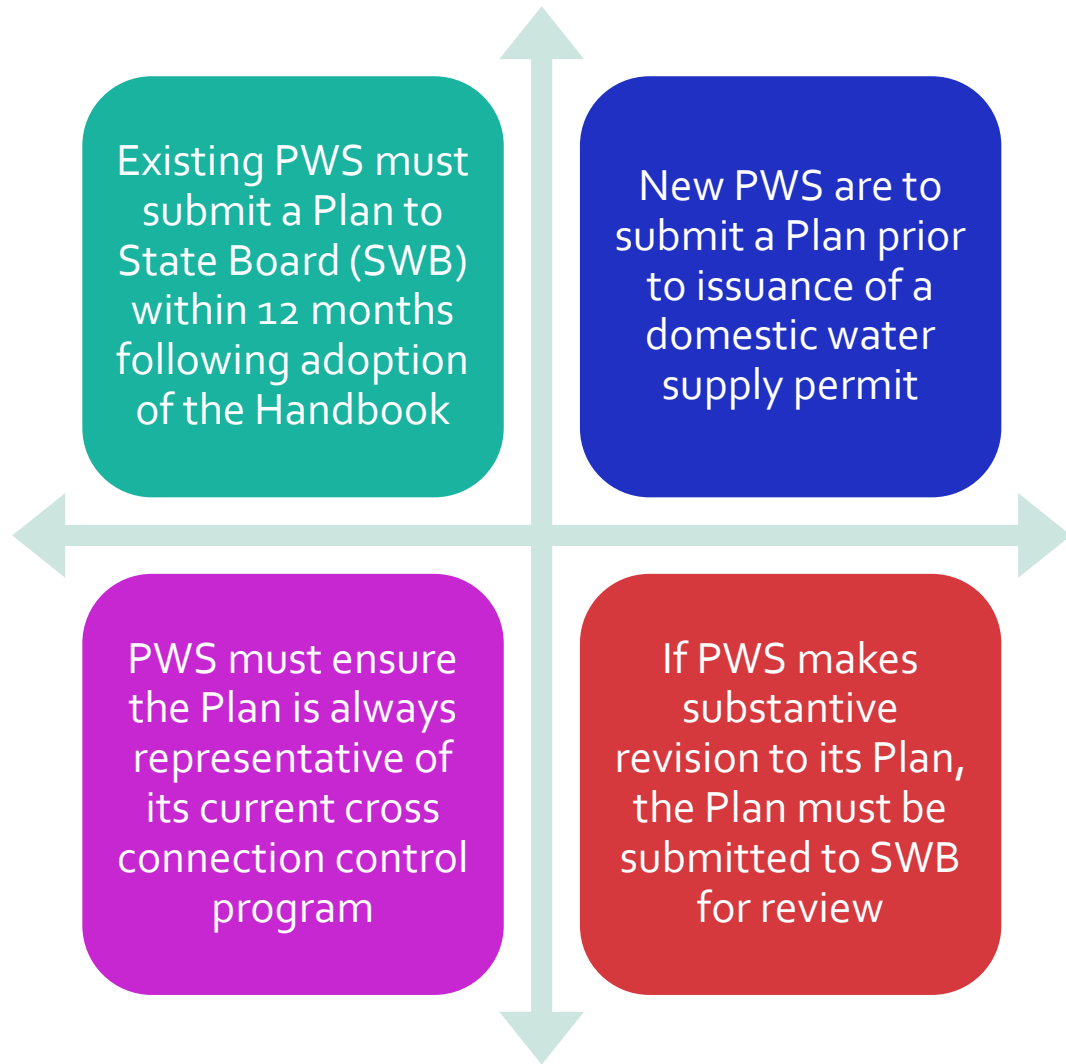 Existing PWS must
submit a Plan to
State Board (SWB)
within 12 months
following adoption
of the Handbook
New PWS are to
submit a Plan prior
to issuance of a
domestic water
supply permit
PWS must ensure
the Plan is always
representative of
its current cross
connection control
program
If PWS makes
substantive
revision to its Plan,
the Plan must be
submitted to SWB
for review